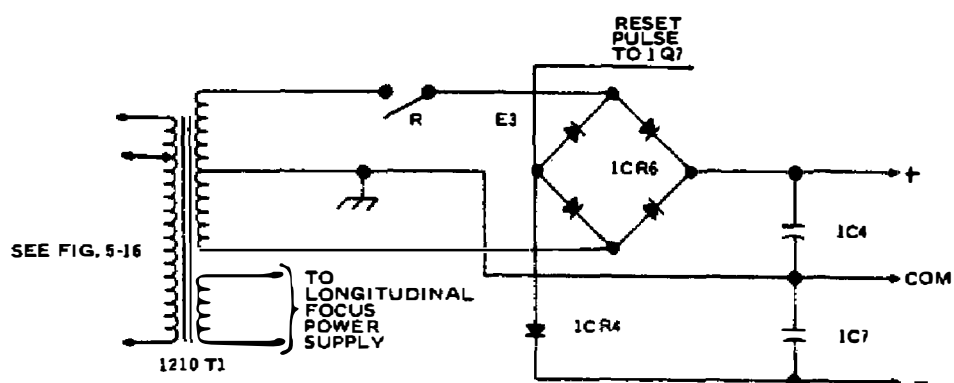 RESET
PULSE
TO 1Q7
R
E3
1CR6
+
1C4
SEE FIG. 5-16
COM
TO
LONGITUDINAL
FOCUS
POWER
SUPPLY
1CR4
1C7
1210 T1
−